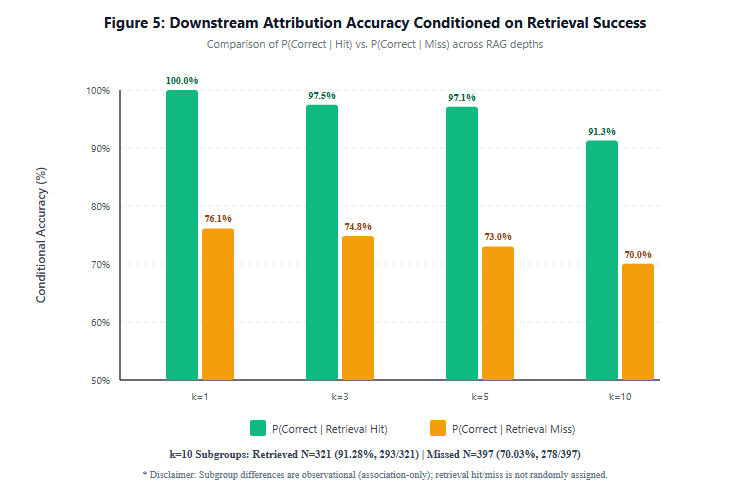 Figure 5: Downstream Attribution Accuracy Conditioned on Retrieval Success
Comparison of P(Correct | Hit) vs. P(Correct | Miss) across RAG depths
Conditional Accuracy (%)
100%
90%
80%
70%
60%
50%
100.0%
76.1%
97.5%
74.8%
97.1%
73.0%
91.3%
70.0%
k=1
k=3
k=5
k=10
P(Correct | Retrieval Hit)
P(Correct | Retrieval Miss)
k=10 Subgroups: Retrieved N=321 (91.28%, 293/321) | Missed N=397 (70.03%, 278/397)
* Disclaimer: Subgroup differences are observational (association-only); retrieval hit/miss is not randomly assigned.